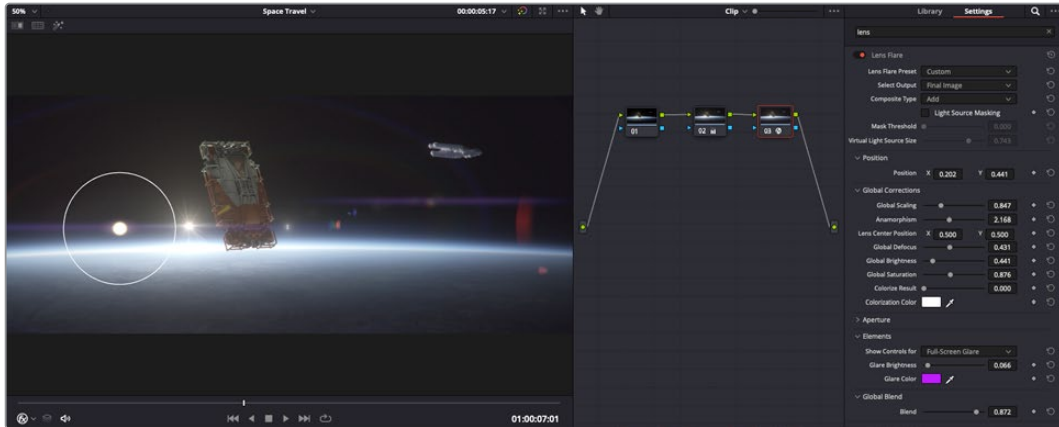 50% Space Travel 00:00:05:17 Clip Library Settings
lens
Lens Flare
Lens Flare Preset Custom
Select Output Final Image
Composite Type Add
Light Source Masking
Mask Threshold 0.000
Virtual Light Source Size 0.743
Position
Position X 0.202 Y 0.441
Global Corrections
Global Scaling 0.847
Anamorphism 2.168
Lens Center Position X 0.500 Y 0.500
Global Defocus 0.431
Global Brightness 0.441
Global Saturation 0.876
Colorize Result 0.000
Colorization Color
Aperture
Elements
Show Controls for Full-Screen Glare
Glare Brightness 0.066
Glare Color
Global Blend
Blend 0.872
01 02 03
01:00:07:01